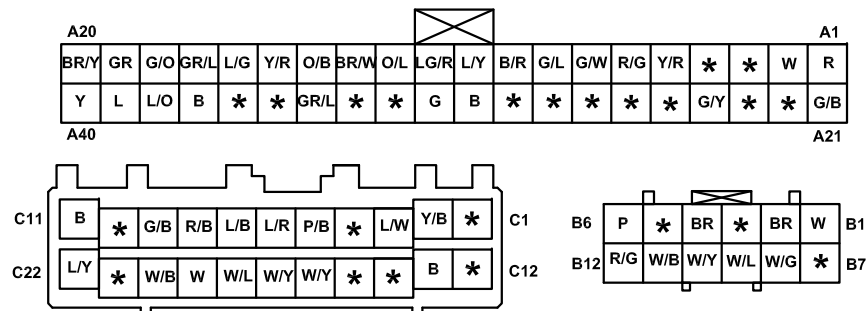 A20 A1
BR/Y GR G/O GR/L L/G Y/R O/B BR/W O/L LG/R L/Y B/R G/L G/W R/G Y/R * * W R
Y L L/O B * * GR/L * * G B * * * * * G/Y * * G/B
A40 A21
C11 B * G/B R/B L/B L/R P/B * L/W Y/B * C1
C22 L/Y * W/B W W/L W/Y W/Y * * B * C12
B6 P * BR * BR W B1
B12 R/G W/B W/Y W/L W/G * B7